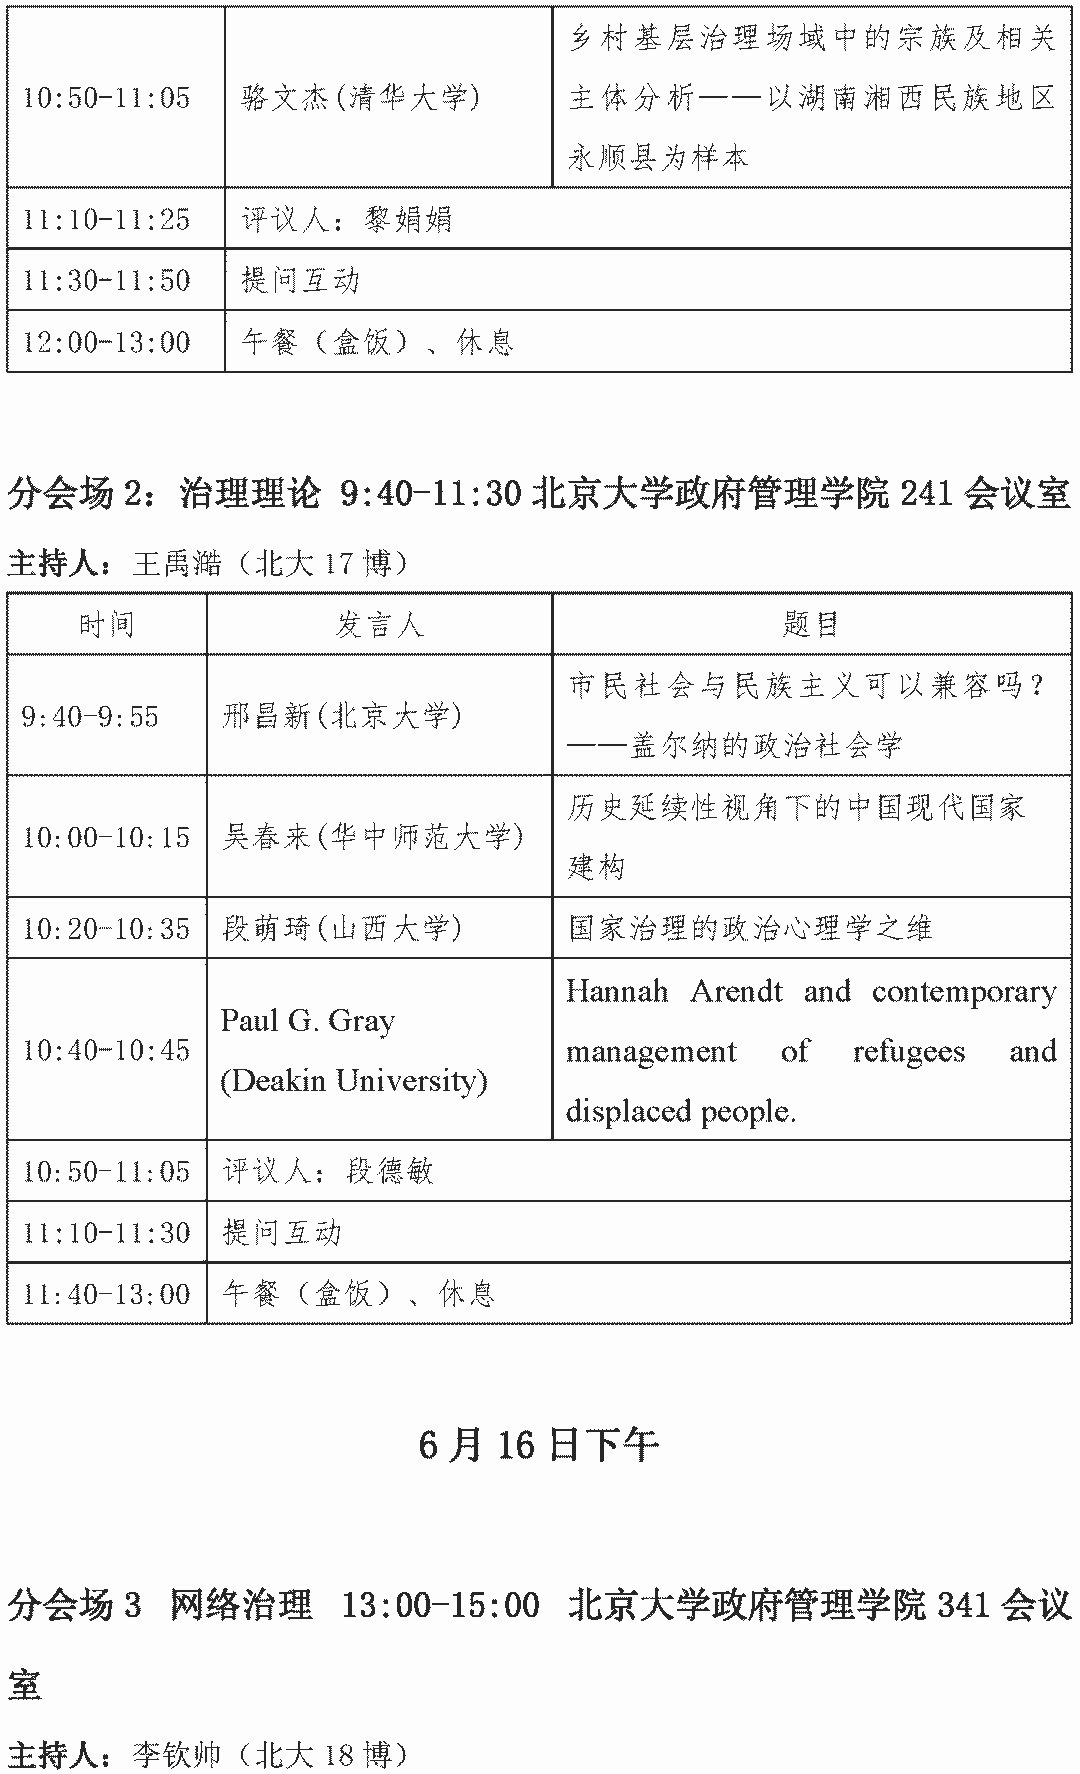 乡村基层治理场域中的宗族及相关
10:50-11:05 骆文杰(清华大学) 主体分析——以湖南湘西民族地区
永顺县为样本
11:10-11:25 评议人：黎娟娟
11:30-11:50 提问互动
12:00-13:00 午餐（盒饭）、休息
分会场 2：治理理论 9:40-11:30 北京大学政府管理学院 241 会议室
主持人：王禹澔（北大 17 博）
时间 发言人 题目
市民社会与民族主义可以兼容吗？
9:40-9:55 邢昌新(北京大学)
——盖尔纳的政治社会学
历史延续性视角下的中国现代国家
10:00-10:15 吴春来(华中师范大学)
建构
10:20-10:35 段萌琦(山西大学) 国家治理的政治心理学之维
Hannah Arendt and contemporary
Paul G. Gray
10:40-10:45 management of refugees and
(Deakin University)
displaced people.
10:50-11:05 评议人：段德敏
11:10-11:30 提问互动
11:40-13:00 午餐（盒饭）、休息
6 月 16 日下午
分会场 3 网络治理 13:00-15:00 北京大学政府管理学院 341 会议
室
主持人：李钦帅（北大 18 博）